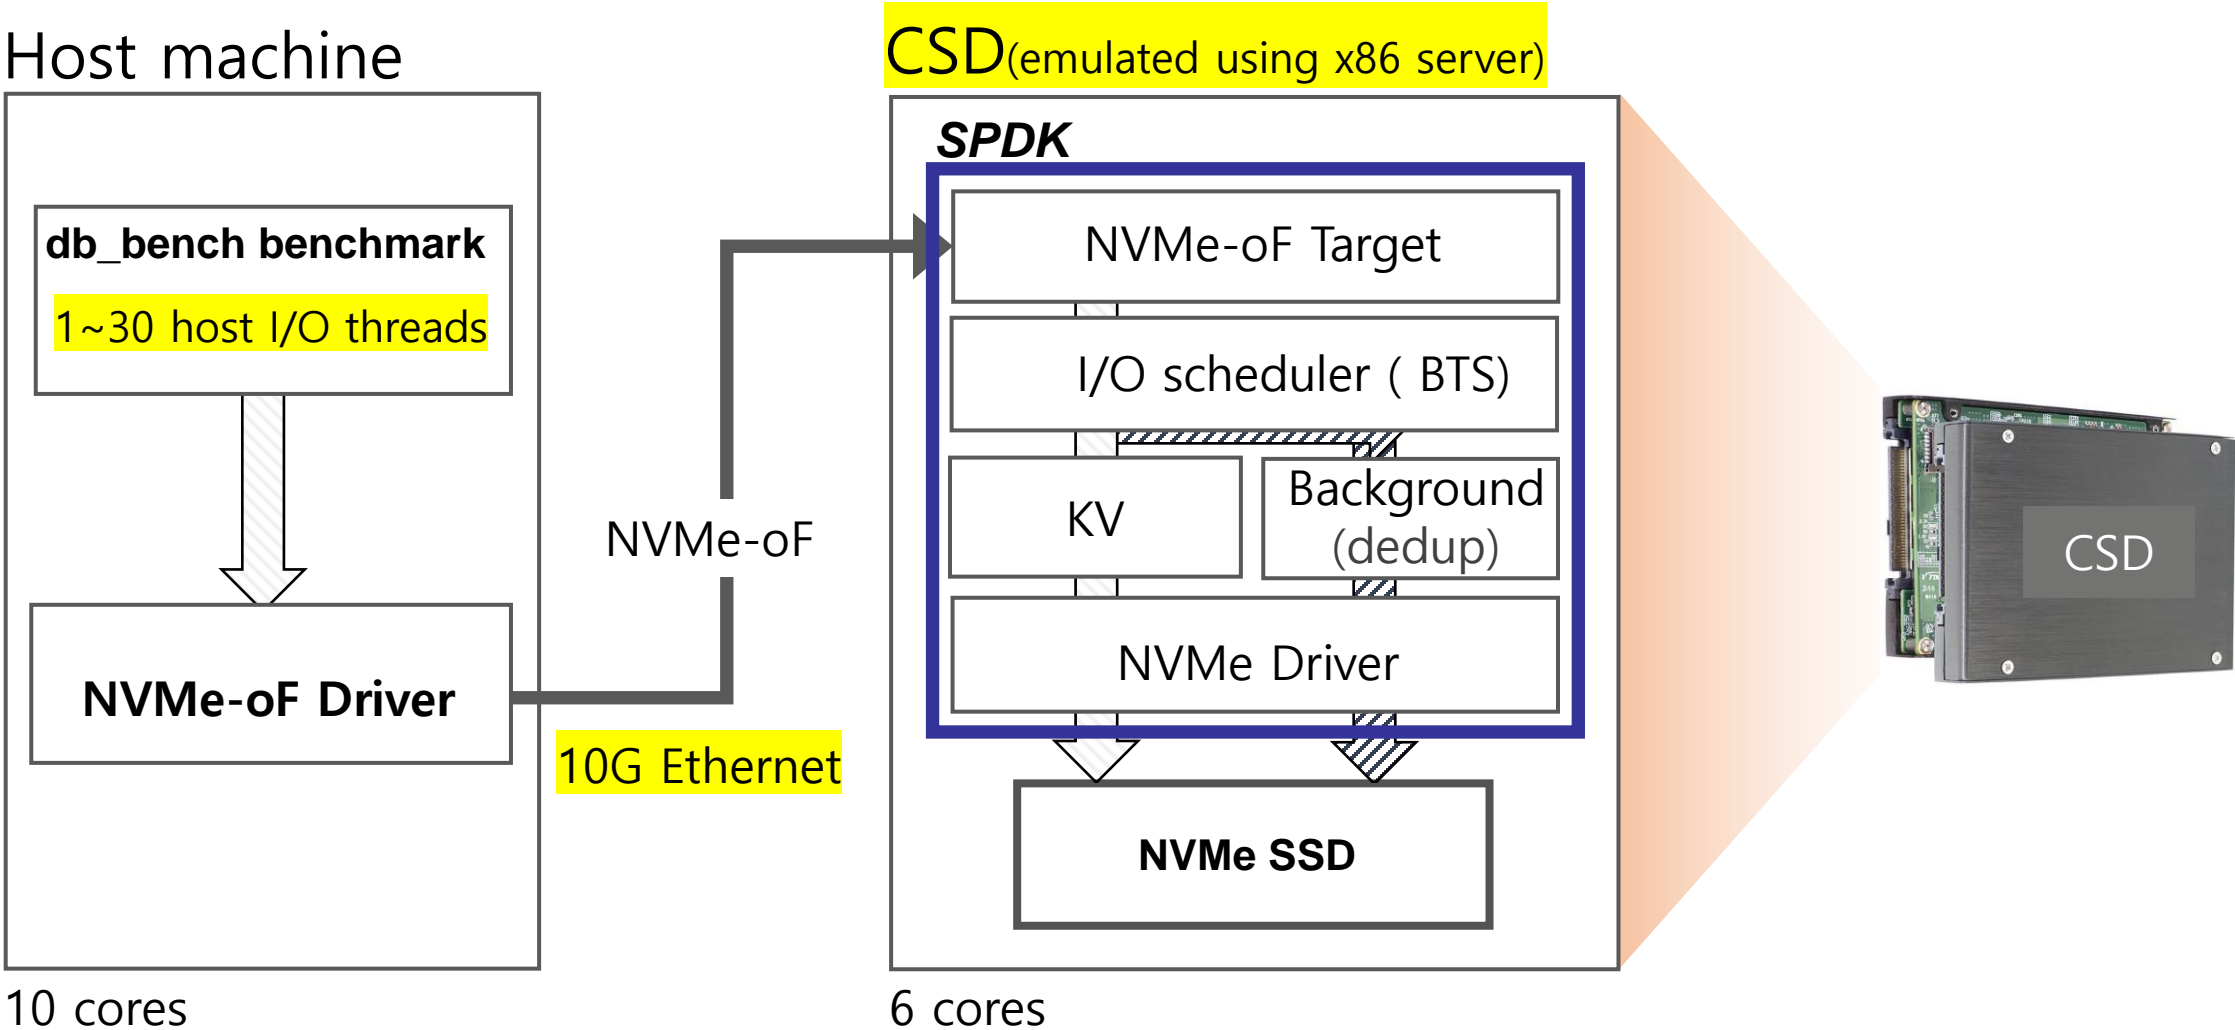 Host machine
db_bench benchmark
1~30 host I/O threads
NVMe-oF Driver
10 cores
NVMe-oF
10G Ethernet
CSD(emulated using x86 server)
SPDK
NVMe-oF Target
I/O scheduler ( BTS)
KV
Background
(dedup)
NVMe Driver
NVMe SSD
6 cores
CSD